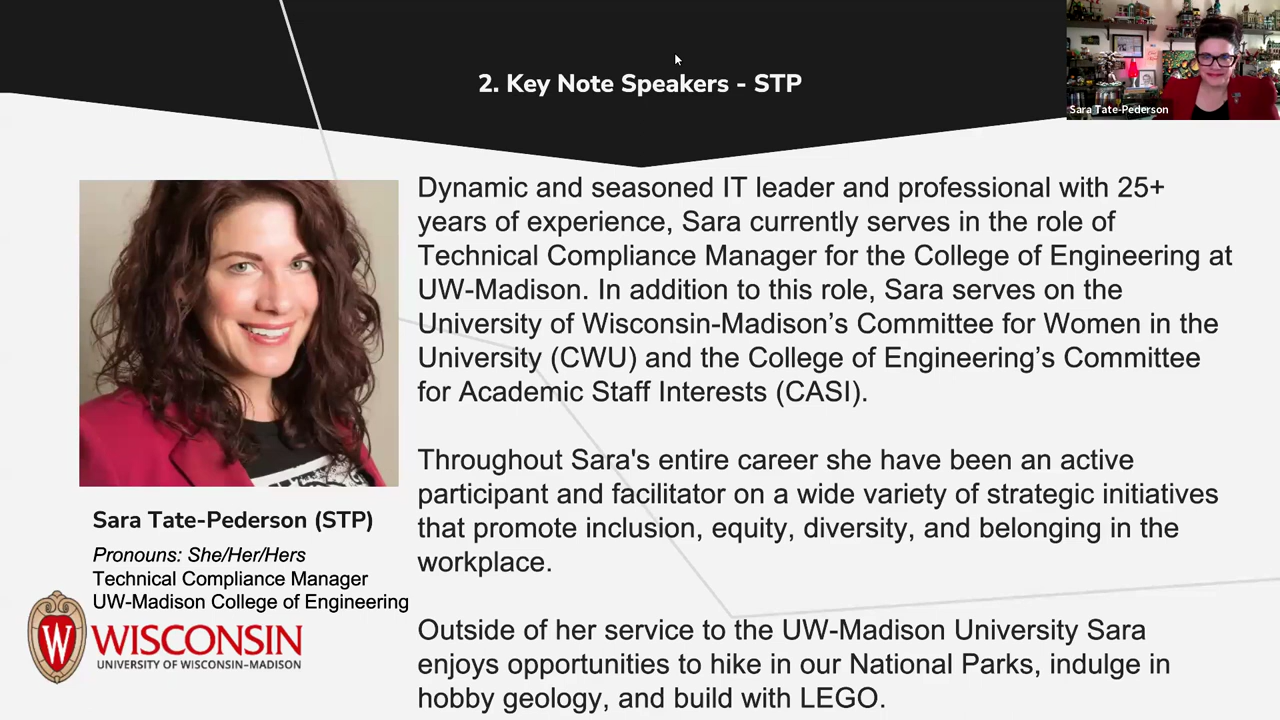 2. Key Note Speakers - STP
Sara Tate-Pederson
Dynamic and seasoned IT leader and professional with 25+
years of experience, Sara currently serves in the role of
Technical Compliance Manager for the College of Engineering at
UW-Madison. In addition to this role, Sara serves on the
University of Wisconsin-Madison’s Committee for Women in the
University (CWU) and the College of Engineering’s Committee
for Academic Staff Interests (CASI).
Throughout Sara's entire career she have been an active
participant and facilitator on a wide variety of strategic initiatives
that promote inclusion, equity, diversity, and belonging in the
workplace.
Outside of her service to the UW-Madison University Sara
enjoys opportunities to hike in our National Parks, indulge in
hobby geology, and build with LEGO.
Sara Tate-Pederson (STP)
Pronouns: She/Her/Hers
Technical Compliance Manager
UW-Madison College of Engineering
W
WISCONSIN
UNIVERSITY OF WISCONSIN–MADISON